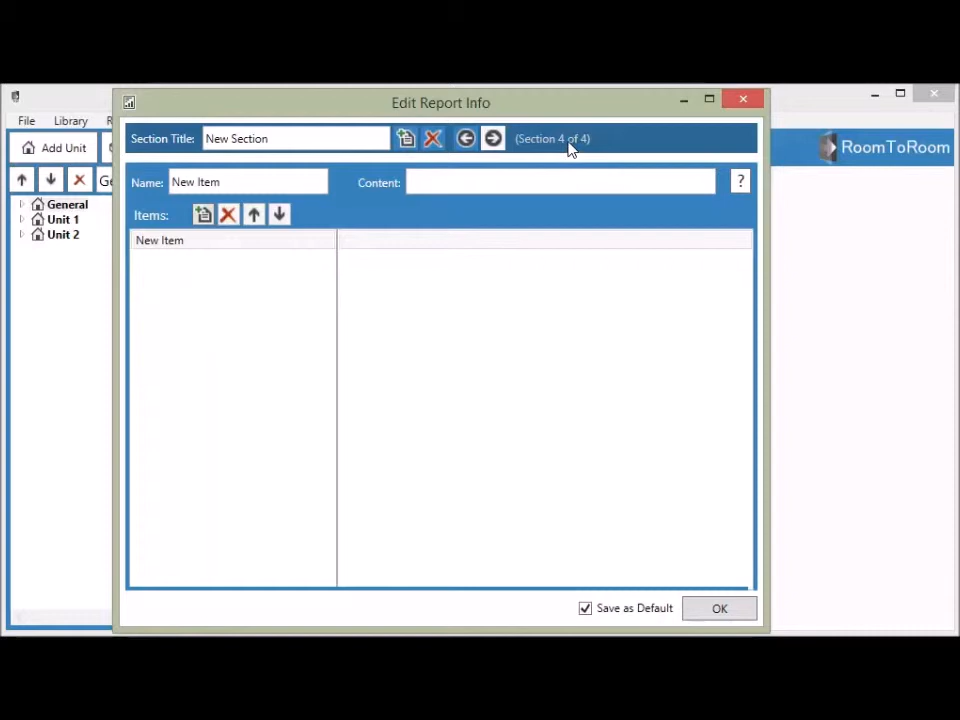 Edit Report Info
File Library
Section Title: New Section (Section 4 of 4)
Add Unit
RoomToRoom
Name: New Item Content: ?
General
Unit 1
Unit 2
Items:
New Item
Save as Default OK